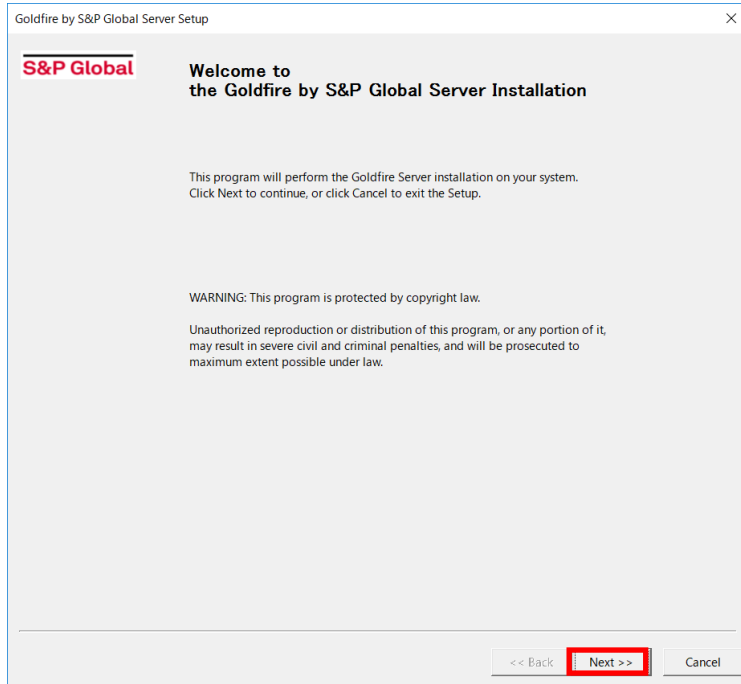 Goldfire by S&P Global Server Setup
S&P Global
Welcome to
the Goldfire by S&P Global Server Installation
This program will perform the Goldfire Server installation on your system.
Click Next to continue, or click Cancel to exit the Setup.
WARNING: This program is protected by copyright law.
Unauthorized reproduction or distribution of this program, or any portion of it,
may result in severe civil and criminal penalties, and will be prosecuted to
maximum extent possible under law.
<< Back
Next >>
Cancel